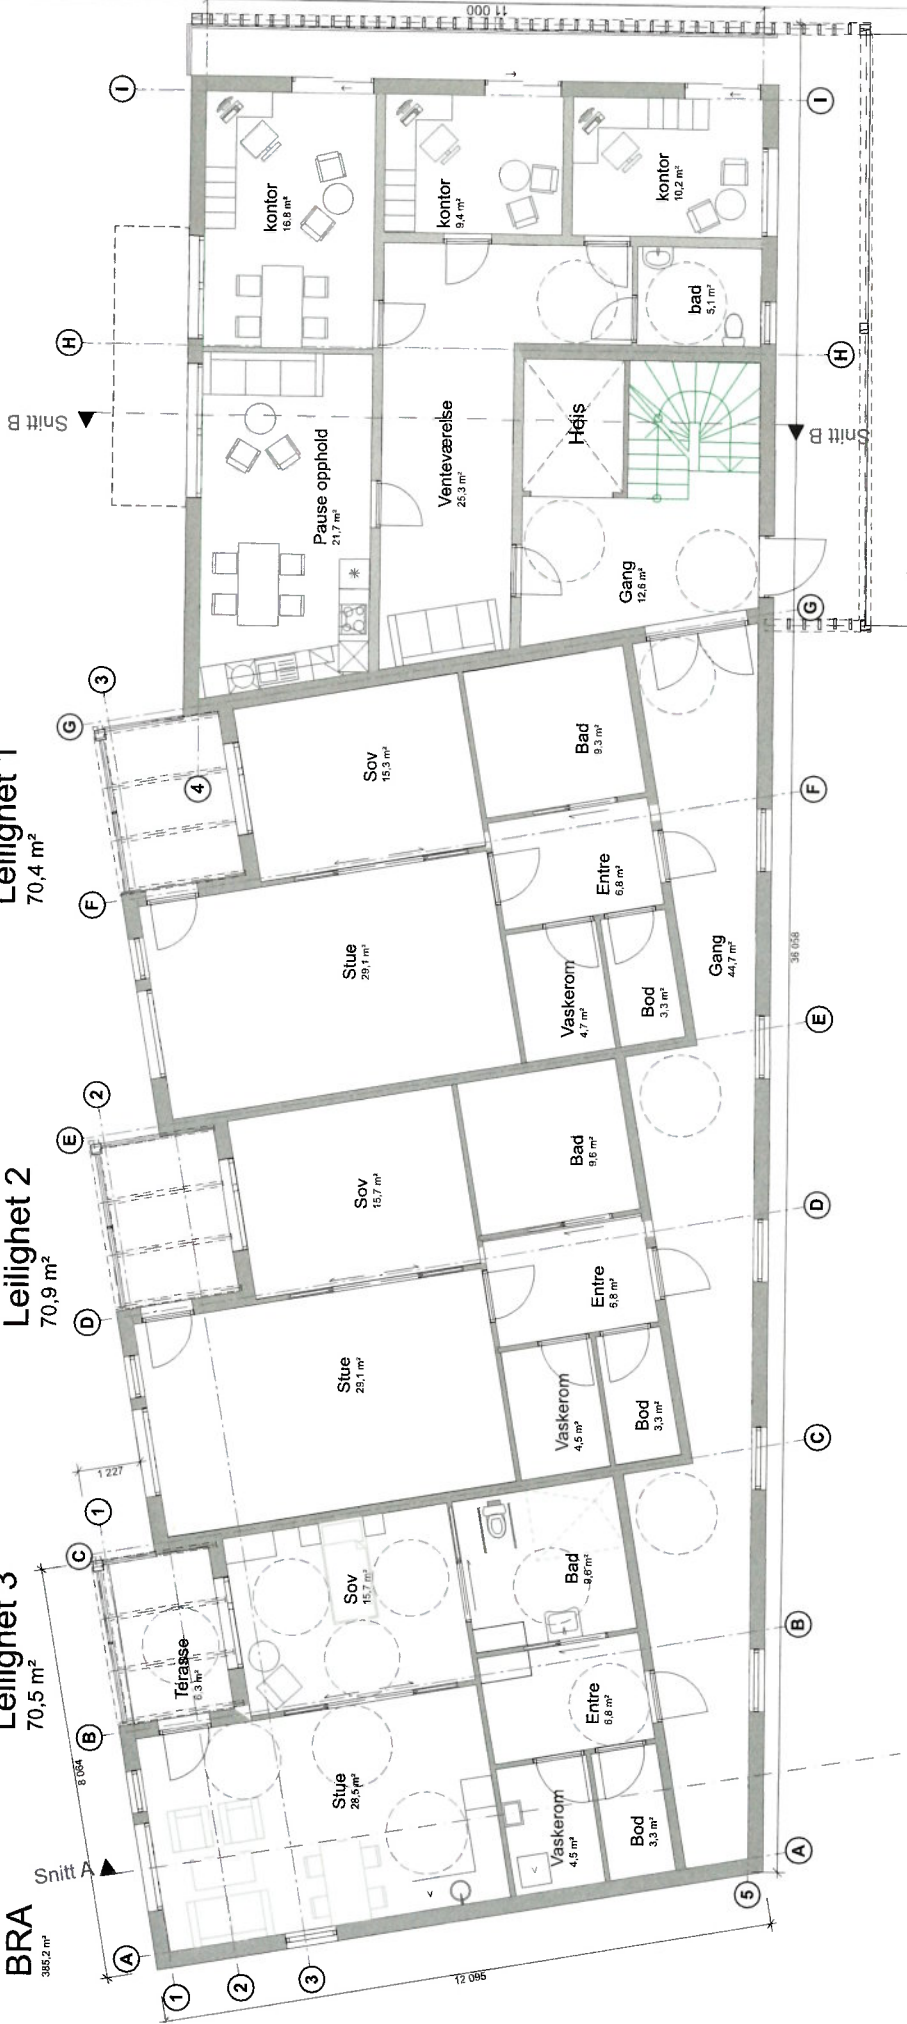 BRA
385,2 m²
Leilighet 3
70,5 m²
Leilighet 2
70,9 m²
Leilighet 1
70,4 m²
Snitt A
8 064
12 095
1 227
36 058
11 000
Snitt B
Snitt B
A
B
C
D
E
F
G
H
I
1
2
3
1
2
3
4
5
A
B
C
D
E
F
G
H
I
Terasse
6,3 m²
Stue
28,5 m²
Sov
15,7 m²
Bad
9,6 m²
Entre
6,8 m²
Vaskerom
4,5 m²
Bod
3,3 m²
Stue
29,1 m²
Sov
15,7 m²
Bad
9,6 m²
Entre
6,8 m²
Vaskerom
4,5 m²
Bod
3,3 m²
Stue
29,1 m²
Sov
15,3 m²
Bad
9,3 m²
Entre
6,8 m²
Vaskerom
4,7 m²
Bod
3,3 m²
Gang
44,7 m²
Pause opphold
21,7 m²
Venteværelse
25,3 m²
Gang
12,6 m²
Heis
kontor
16,8 m²
kontor
9,4 m²
kontor
10,2 m²
bad
5,1 m²